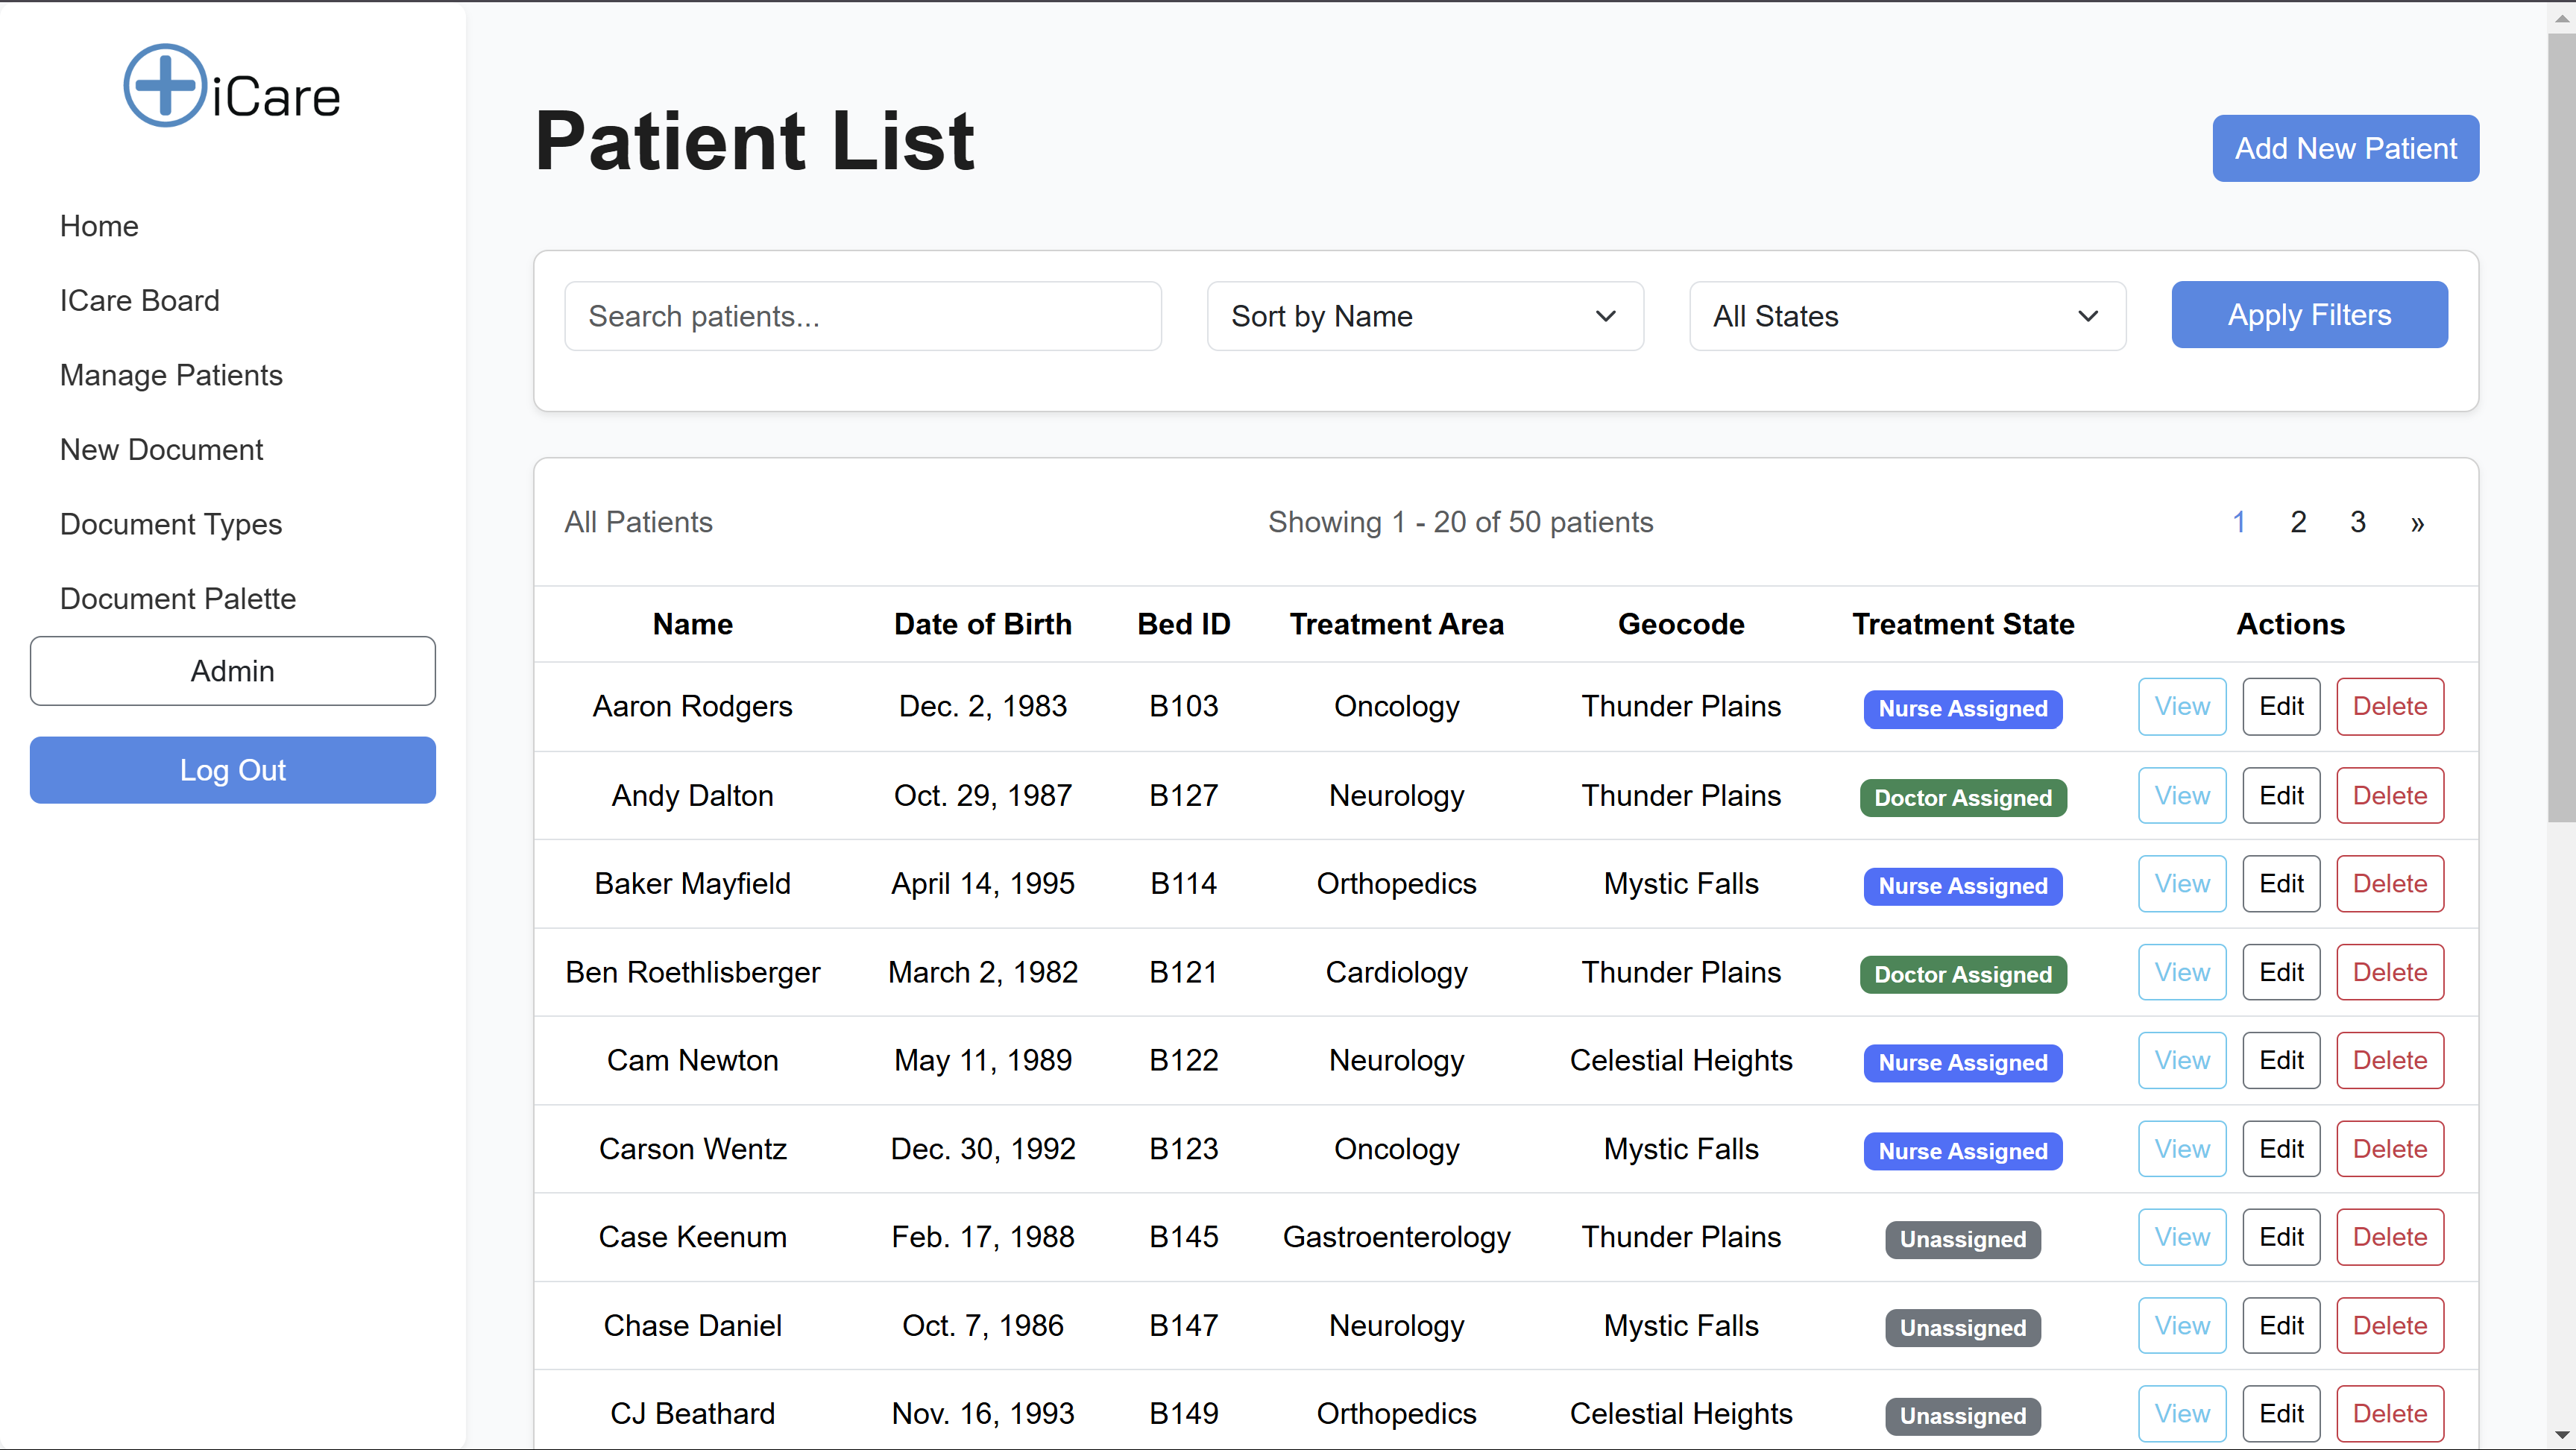 iCare
Home
ICare Board
Manage Patients
New Document
Document Types
Document Palette
Admin
Log Out
Patient List
Add New Patient
Search patients...
Sort by Name
All States
Apply Filters
All Patients
Showing 1 - 20 of 50 patients
1 2 3 »
Name Date of Birth Bed ID Treatment Area Geocode Treatment State Actions
Aaron Rodgers Dec. 2, 1983 B103 Oncology Thunder Plains Nurse Assigned View Edit Delete
Andy Dalton Oct. 29, 1987 B127 Neurology Thunder Plains Doctor Assigned View Edit Delete
Baker Mayfield April 14, 1995 B114 Orthopedics Mystic Falls Nurse Assigned View Edit Delete
Ben Roethlisberger March 2, 1982 B121 Cardiology Thunder Plains Doctor Assigned View Edit Delete
Cam Newton May 11, 1989 B122 Neurology Celestial Heights Nurse Assigned View Edit Delete
Carson Wentz Dec. 30, 1992 B123 Oncology Mystic Falls Nurse Assigned View Edit Delete
Case Keenum Feb. 17, 1988 B145 Gastroenterology Thunder Plains Unassigned View Edit Delete
Chase Daniel Oct. 7, 1986 B147 Neurology Mystic Falls Unassigned View Edit Delete
CJ Beathard Nov. 16, 1993 B149 Orthopedics Celestial Heights Unassigned View Edit Delete